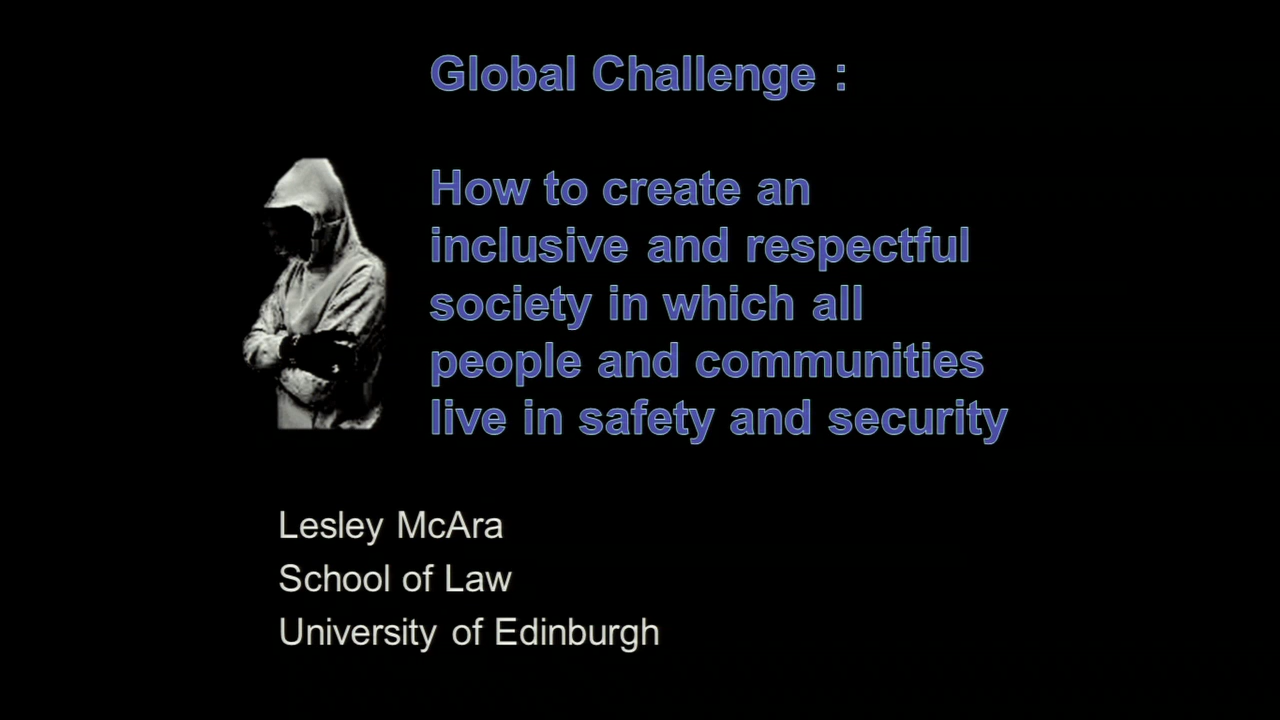 Global Challenge :
How to create an
inclusive and respectful
society in which all
people and communities
live in safety and security
Lesley McAra
School of Law
University of Edinburgh